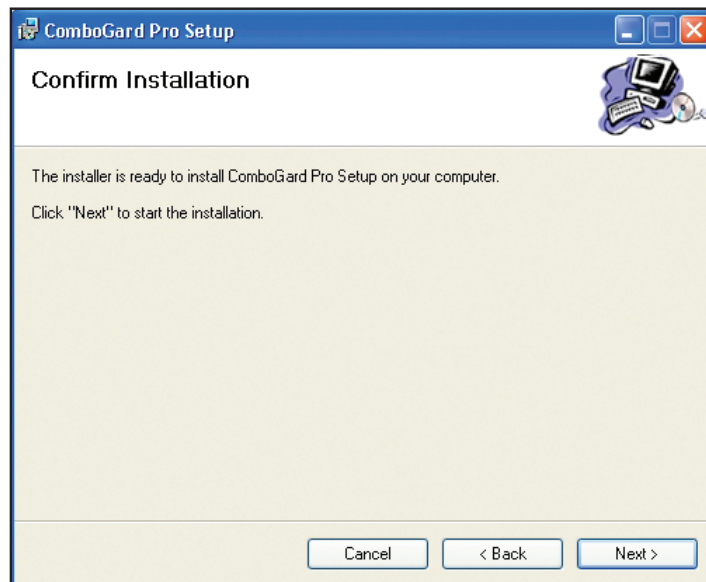 ComboGard Pro Setup
Confirm Installation
The installer is ready to install ComboGard Pro Setup on your computer.
Click "Next" to start the installation.
Cancel
< Back
Next >